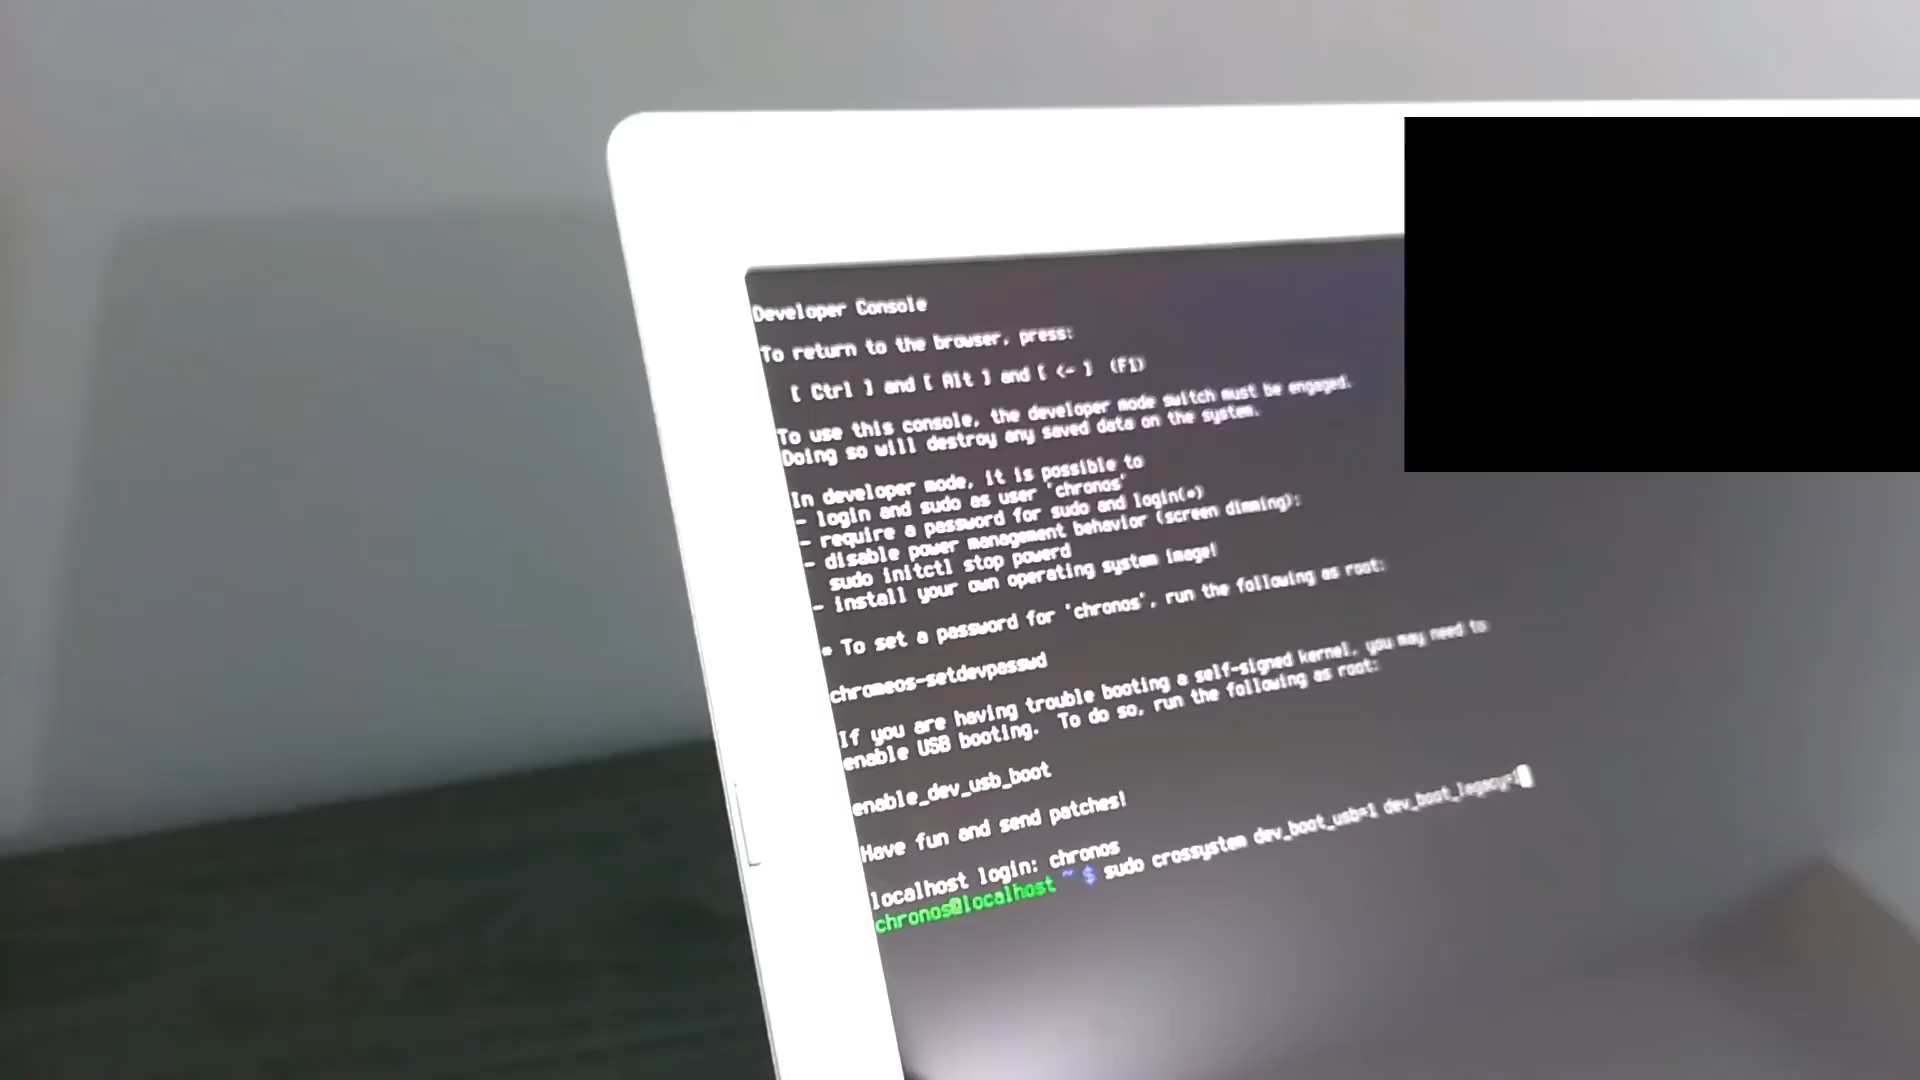 Developer Console
To return to the browser, press:
[ Ctrl ] and [ Alt ] and [ <- ] (F1)
To use this console, the developer mode switch must be engaged.
Doing so will destroy any saved data on the system.
In developer mode, it is possible to
- login and sudo as user 'chronos'
- require a password for sudo and login(*)
- disable power management behavior (screen dimming):
sudo initctl stop powerd
- install your own operating system image!
* To set a password for 'chronos', run the following as root:
chromeos-setdevpasswd
If you are having trouble booting a self-signed kernel, you may need to
enable USB booting. To do so, run the following as root:
enable_dev_usb_boot
Have fun and send patches!
localhost login: chronos
chronos@localhost ~ $ sudo crossystem dev_boot_usb=1 dev_boot_legacy=1